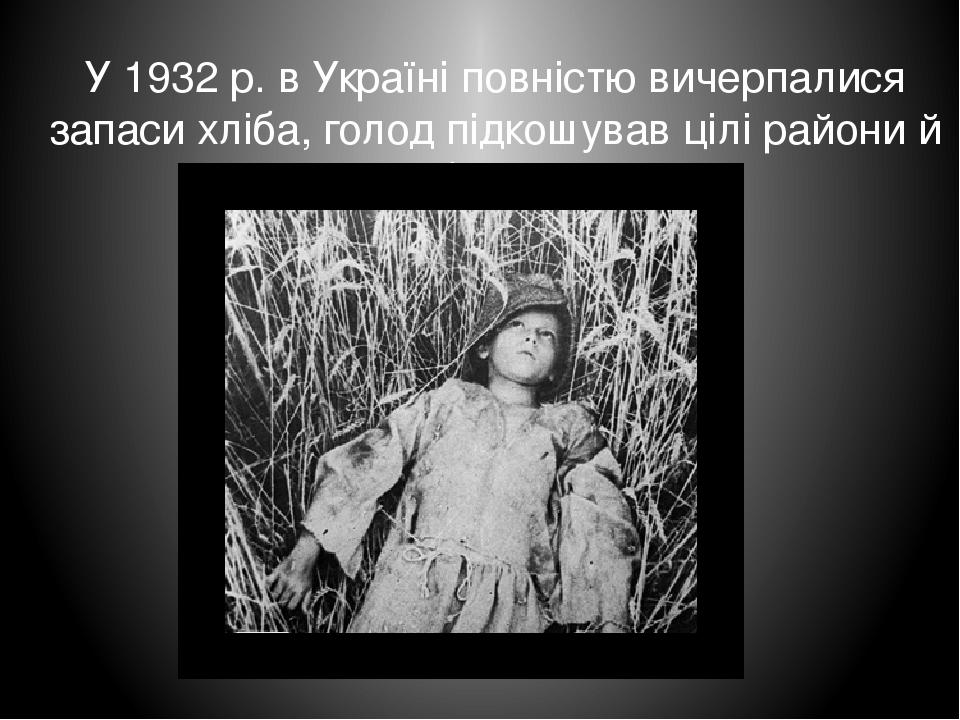 У 1932 р. в Україні повністю вичерпалися
запаси хліба, голод підкошував цілі райони й